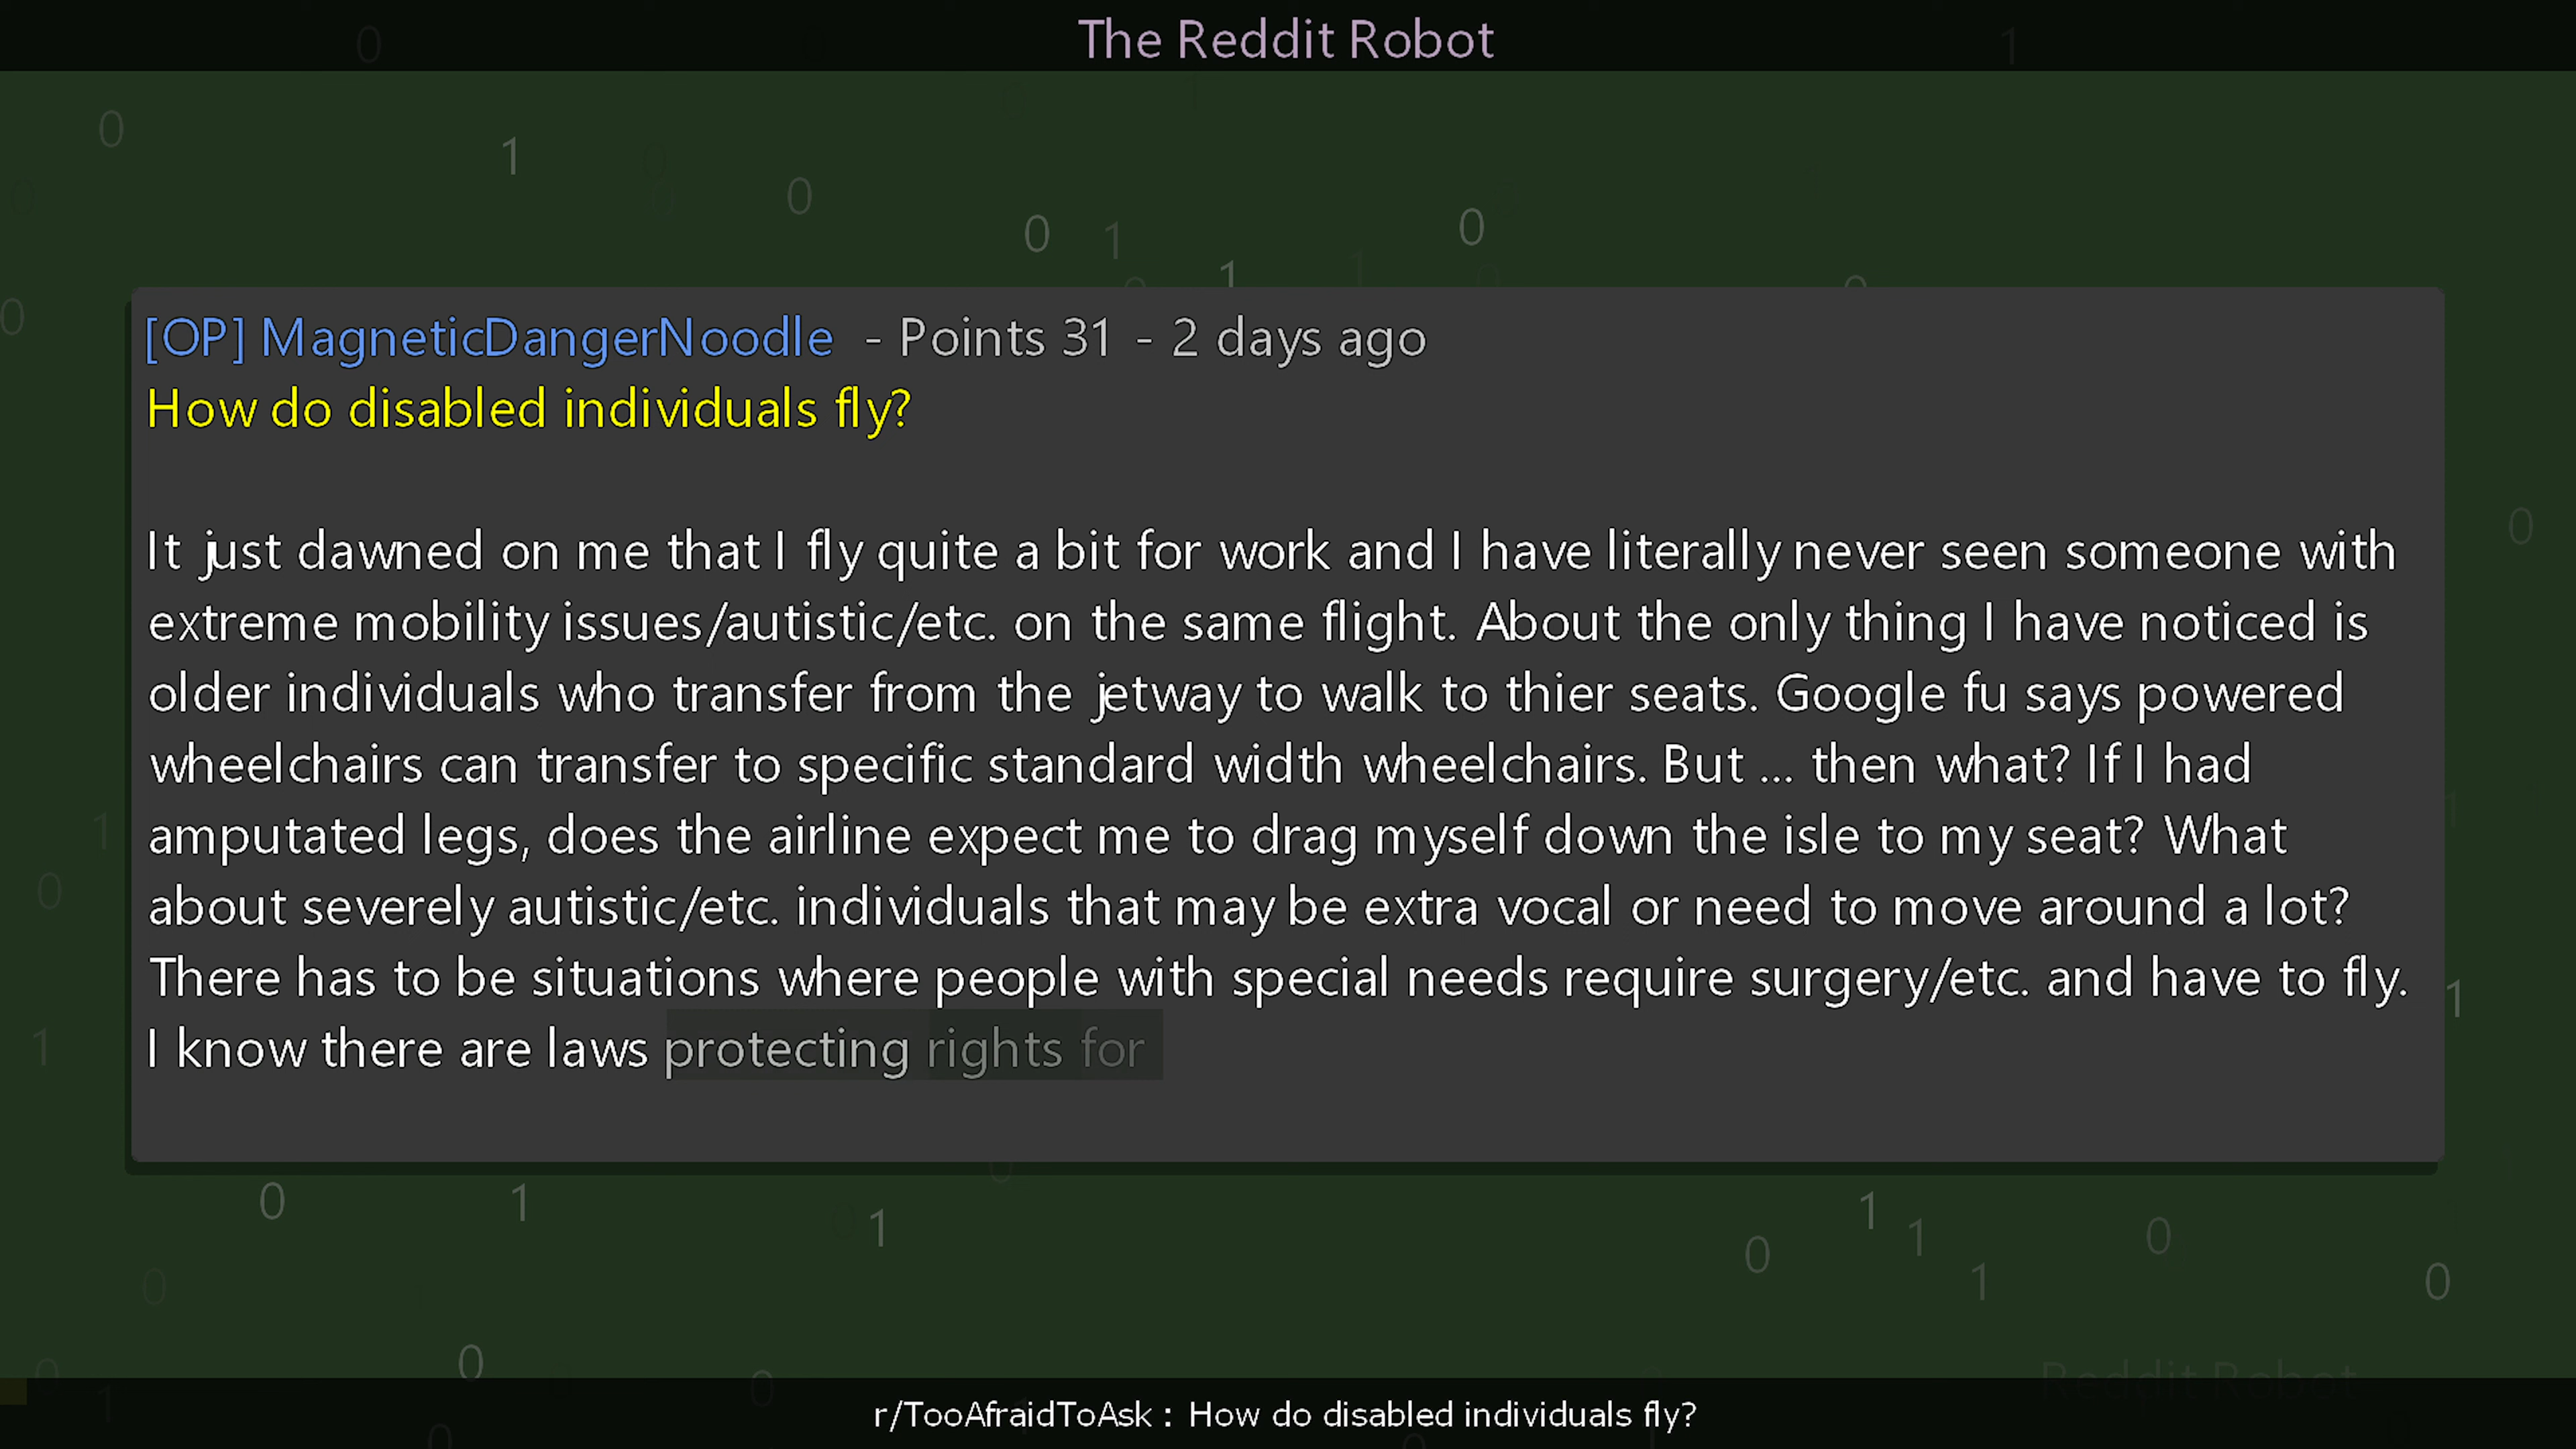 The Reddit Robot
[OP] MagneticDangerNoodle - Points 31 - 2 days ago
How do disabled individuals fly?
It just dawned on me that I fly quite a bit for work and I have literally never seen someone with
extreme mobility issues/autistic/etc. on the same flight. About the only thing I have noticed is
older individuals who transfer from the jetway to walk to thier seats. Google fu says powered
wheelchairs can transfer to specific standard width wheelchairs. But ... then what? If I had
amputated legs, does the airline expect me to drag myself down the isle to my seat? What
about severely autistic/etc. individuals that may be extra vocal or need to move around a lot?
There has to be situations where people with special needs require surgery/etc. and have to fly.
I know there are laws protecting rights for
Reddit Robot
r/TooAfraidToAsk : How do disabled individuals fly?